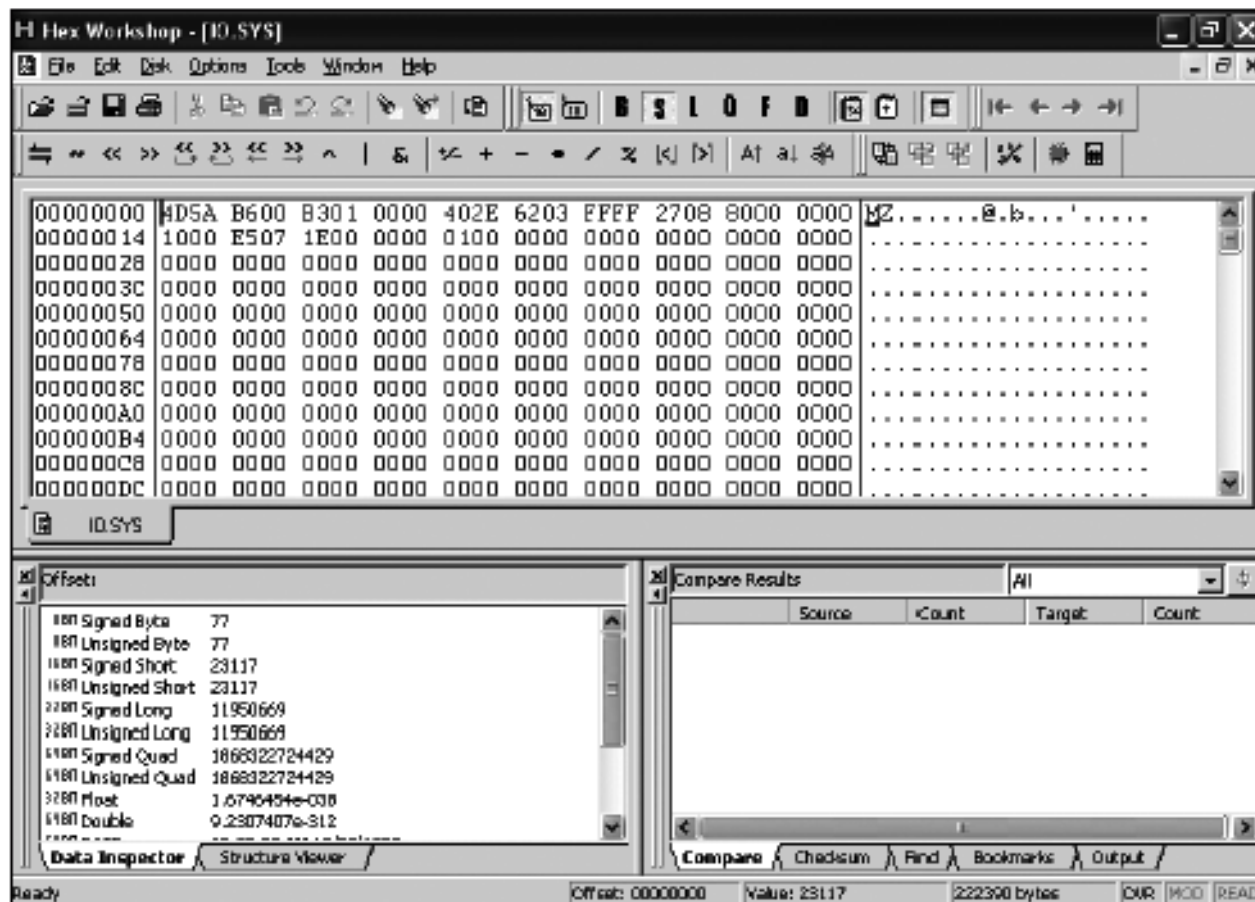 Hex Workshop - [IO.SYS]
File Edit Disk Options Tools Window Help
B S L Q F D
00000000 4D5A B600 B301 0000 402E 6203 FFFF 2708 8000 0000 MZ......@.b...'.....
00000014 1000 E507 1E00 0000 0100 0000 0000 0000 0000 0000 ....................
00000028 0000 0000 0000 0000 0000 0000 0000 0000 0000 0000 ....................
0000003C 0000 0000 0000 0000 0000 0000 0000 0000 0000 0000 ....................
00000050 0000 0000 0000 0000 0000 0000 0000 0000 0000 0000 ....................
00000064 0000 0000 0000 0000 0000 0000 0000 0000 0000 0000 ....................
00000078 0000 0000 0000 0000 0000 0000 0000 0000 0000 0000 ....................
0000008C 0000 0000 0000 0000 0000 0000 0000 0000 0000 0000 ....................
000000A0 0000 0000 0000 0000 0000 0000 0000 0000 0000 0000 ....................
000000B4 0000 0000 0000 0000 0000 0000 0000 0000 0000 0000 ....................
000000C8 0000 0000 0000 0000 0000 0000 0000 0000 0000 0000 ....................
000000DC 0000 0000 0000 0000 0000 0000 0000 0000 0000 0000 ....................
IO.SYS
Offset:
8BIT Signed Byte 77
8BIT Unsigned Byte 77
16BIT Signed Short 23117
16BIT Unsigned Short 23117
32BIT Signed Long 11950669
32BIT Unsigned Long 11950669
64BIT Signed Quad 1868322724429
64BIT Unsigned Quad 1868322724429
32BIT Float 1.6746454e-038
64BIT Double 9.2307407e-312
Data Inspector Structure Viewer
Compare Results All
Source Count Target Count
Compare Checksum Find Bookmarks Output
Ready Offset: 00000000 Value: 23117 222390 bytes OVR MOD READ